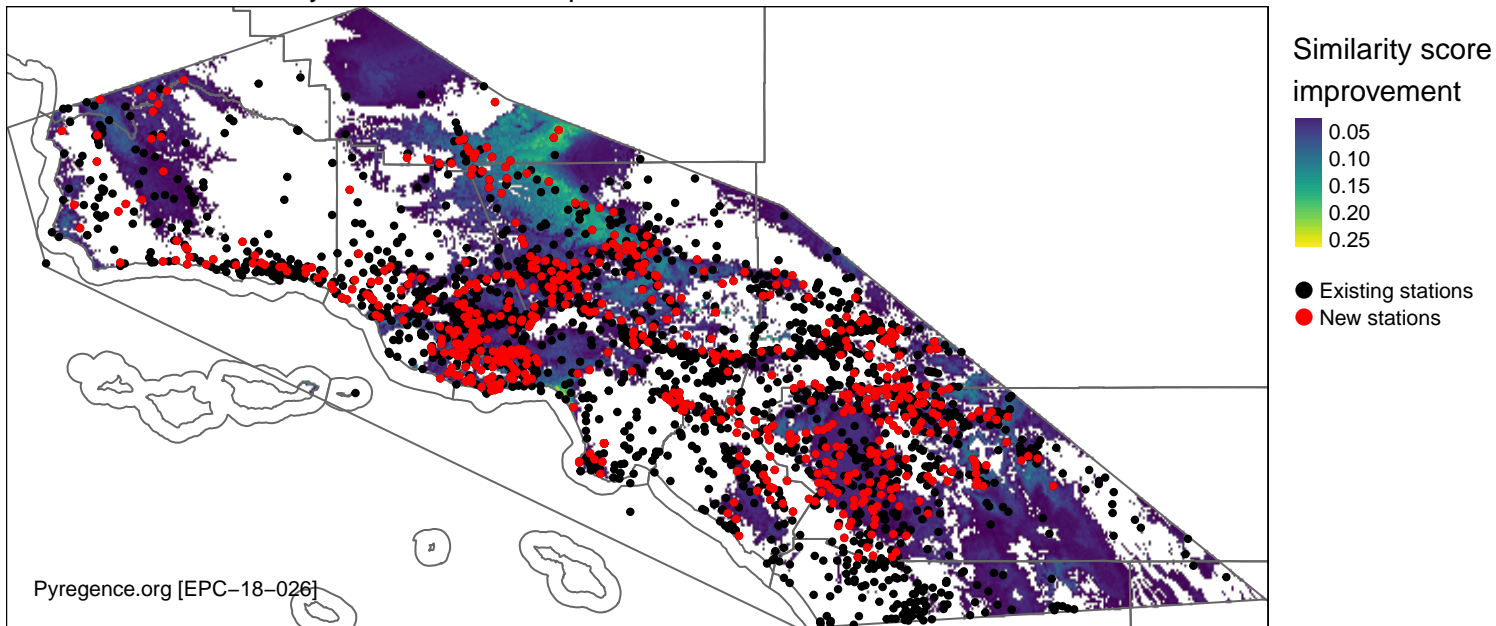 Similarity score
improvement
0.05
0.10
0.15
0.20
0.25
Existing stations
New stations
Pyregence.org [EPC−18−026]